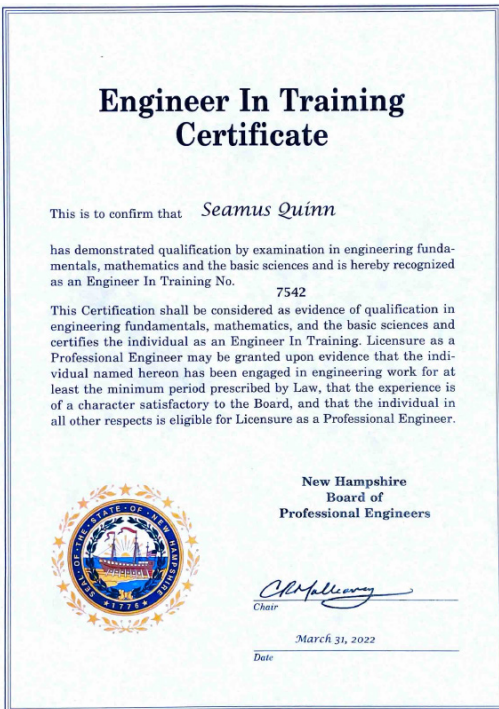 Engineer In Training
Certificate
This is to confirm that Seamus Quinn
has demonstrated qualification by examination in engineering funda-
mentals, mathematics and the basic sciences and is hereby recognized
as an Engineer In Training No.
7542
This Certification shall be considered as evidence of qualification in
engineering fundamentals, mathematics, and the basic sciences and
certifies the individual as an Engineer In Training. Licensure as a
Professional Engineer may be granted upon evidence that the indi-
vidual named hereon has been engaged in engineering work for at
least the minimum period prescribed by Law, that the experience is
of a character satisfactory to the Board, and that the individual in
all other respects is eligible for Licensure as a Professional Engineer.
New Hampshire
Board of
Professional Engineers
SEAL · OF · THE · STATE · OF · NEW HAMPSHIRE
1776
Chair
March 31, 2022
Date